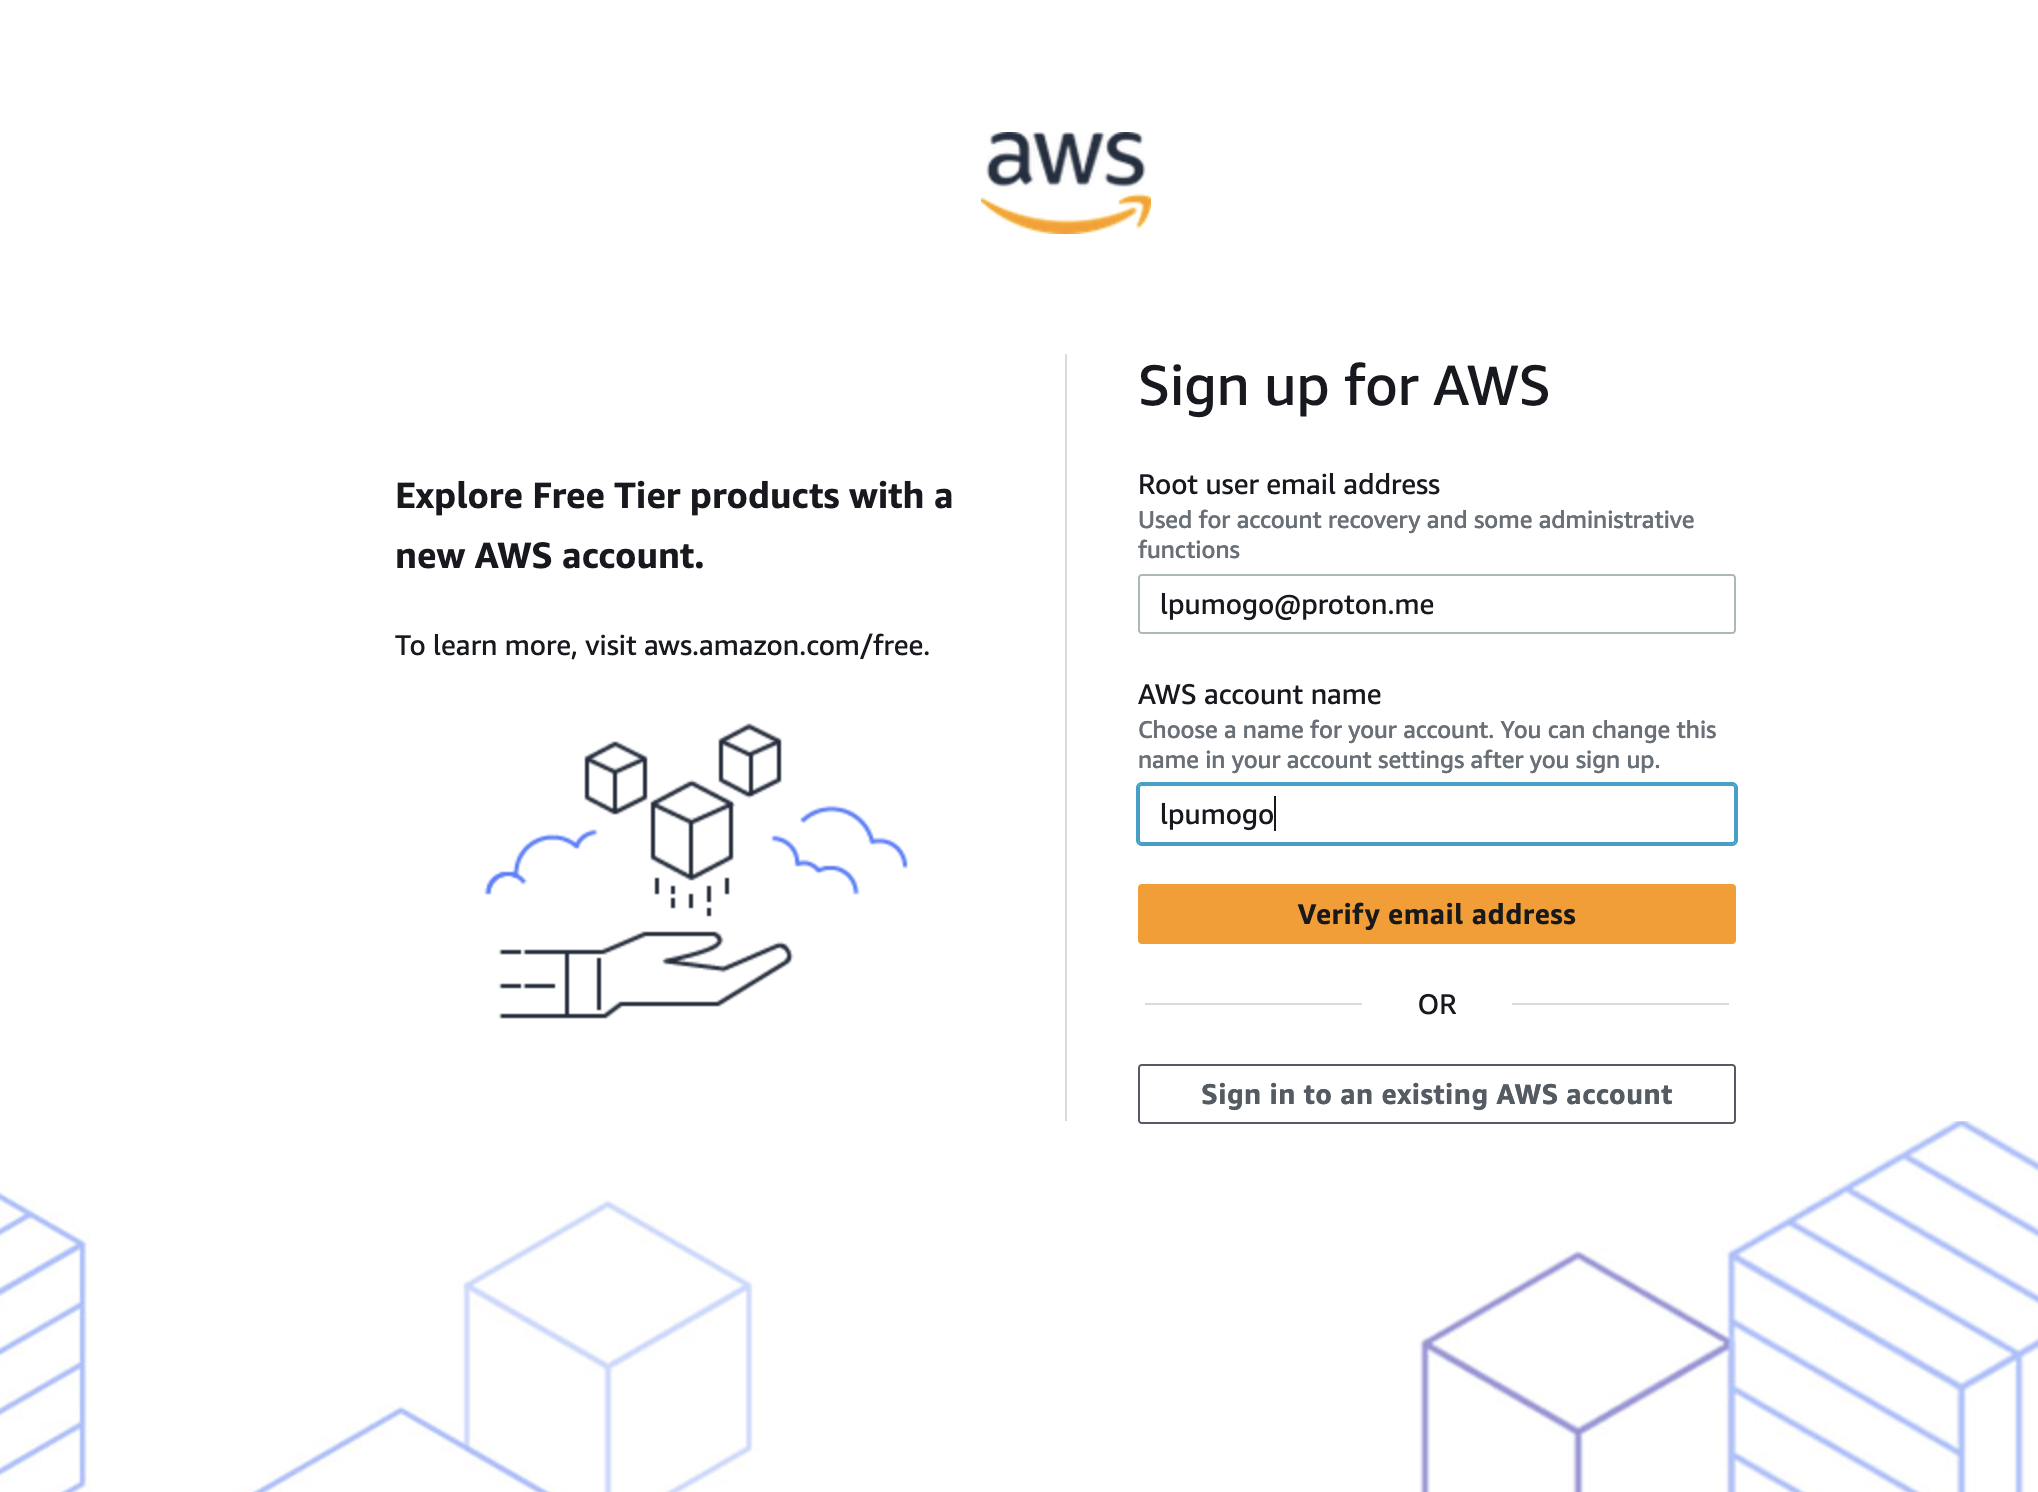 aws
Explore Free Tier products with a
new AWS account.
To learn more, visit aws.amazon.com/free.
Sign up for AWS
Root user email address
Used for account recovery and some administrative
functions
lpumogo@proton.me
AWS account name
Choose a name for your account. You can change this
name in your account settings after you sign up.
lpumogo
Verify email address
OR
Sign in to an existing AWS account